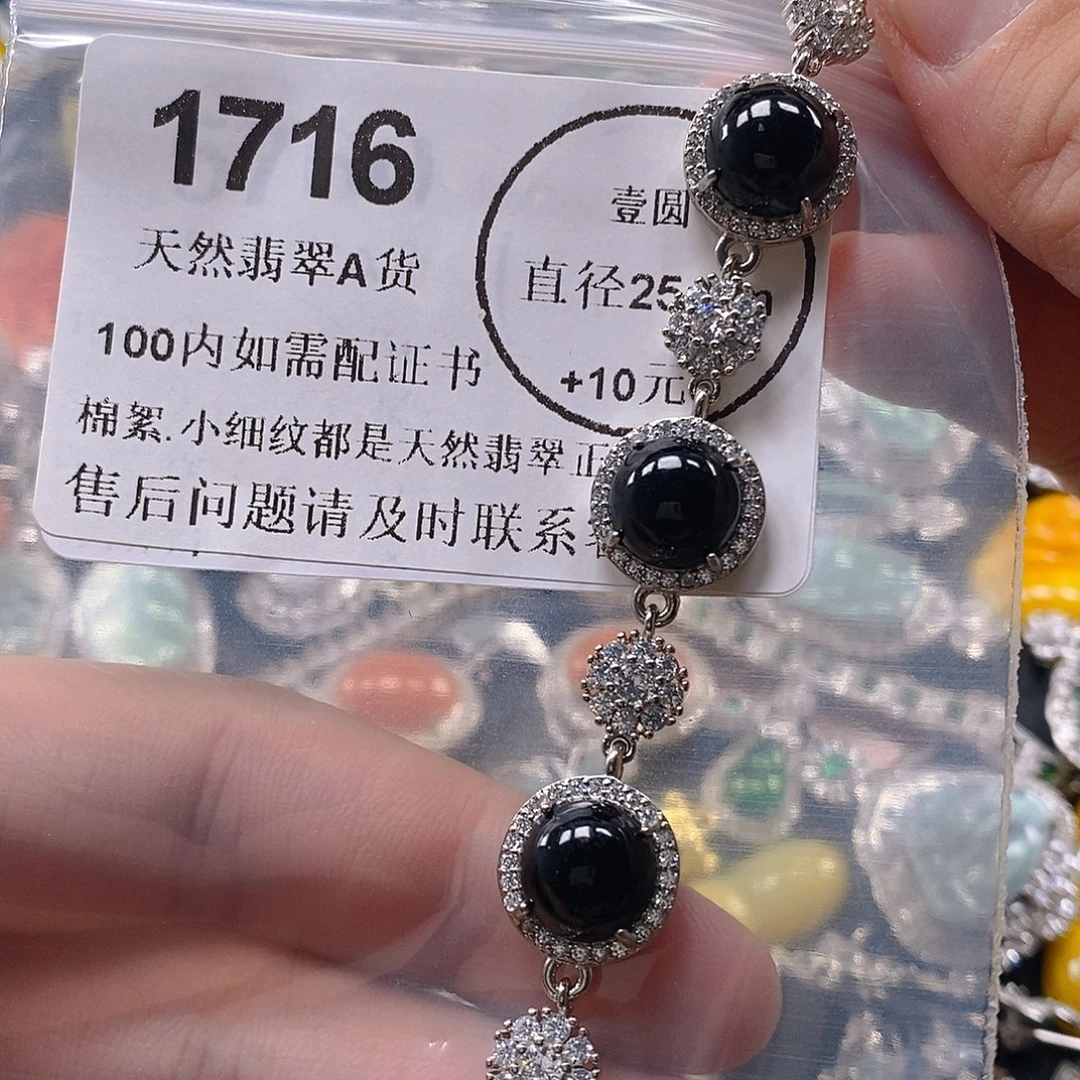 1716
天然翡翠A货
100内如需配证书
棉絮.小细纹都是天然翡翠正
售后问题请及时联系
壹圆
直径25
+10元